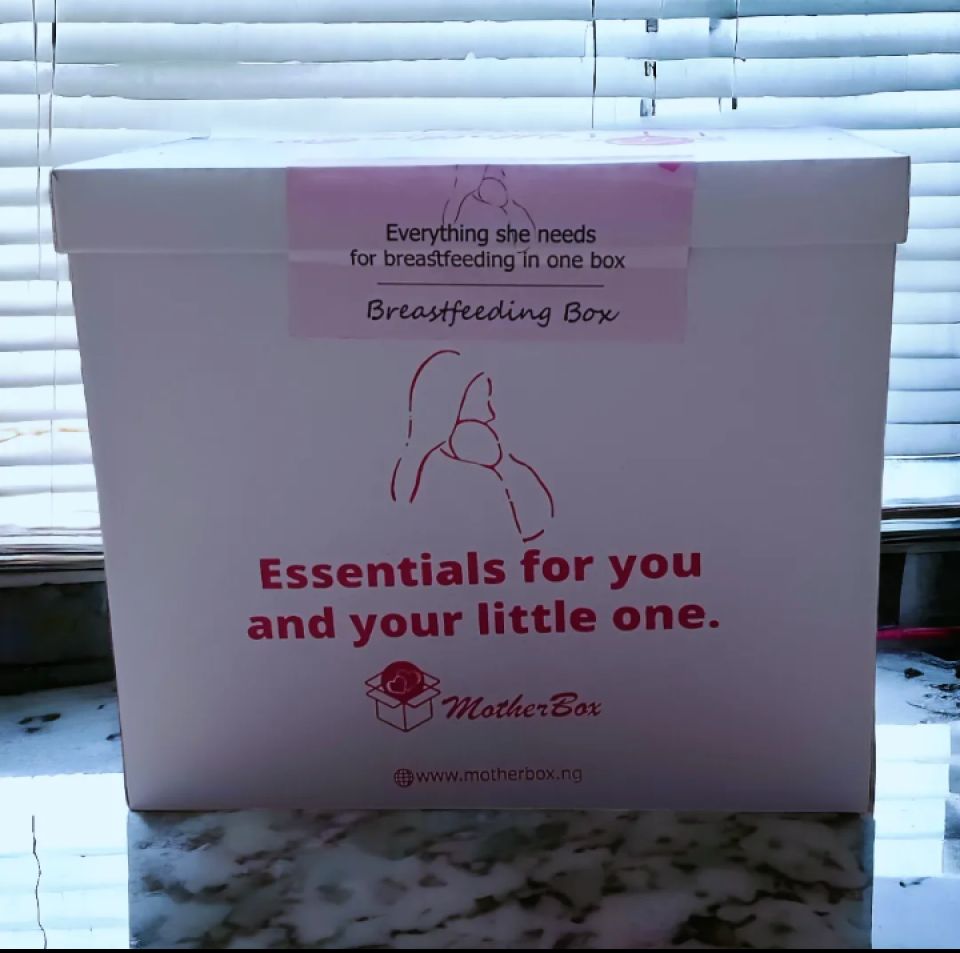 Everything she needs
for breastfeeding in one box
Breastfeeding Box
Essentials for you
and your little one.
MotherBox
www.motherbox.ng